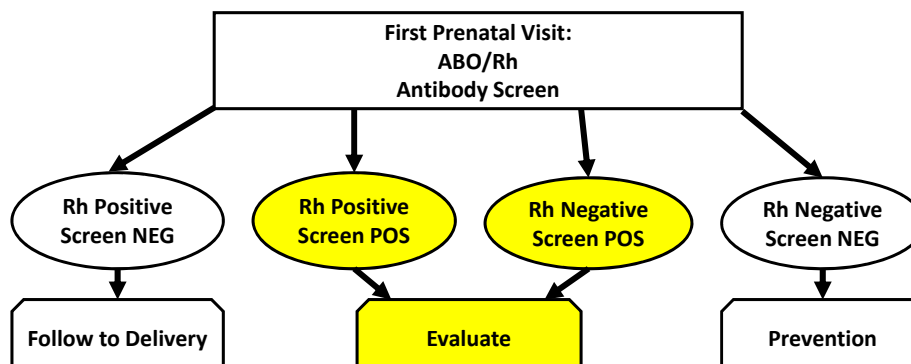 First Prenatal Visit:
ABO/Rh
Antibody Screen
Rh Positive
Screen NEG
Rh Positive
Screen POS
Rh Negative
Screen POS
Rh Negative
Screen NEG
Follow to Delivery
Evaluate
Prevention